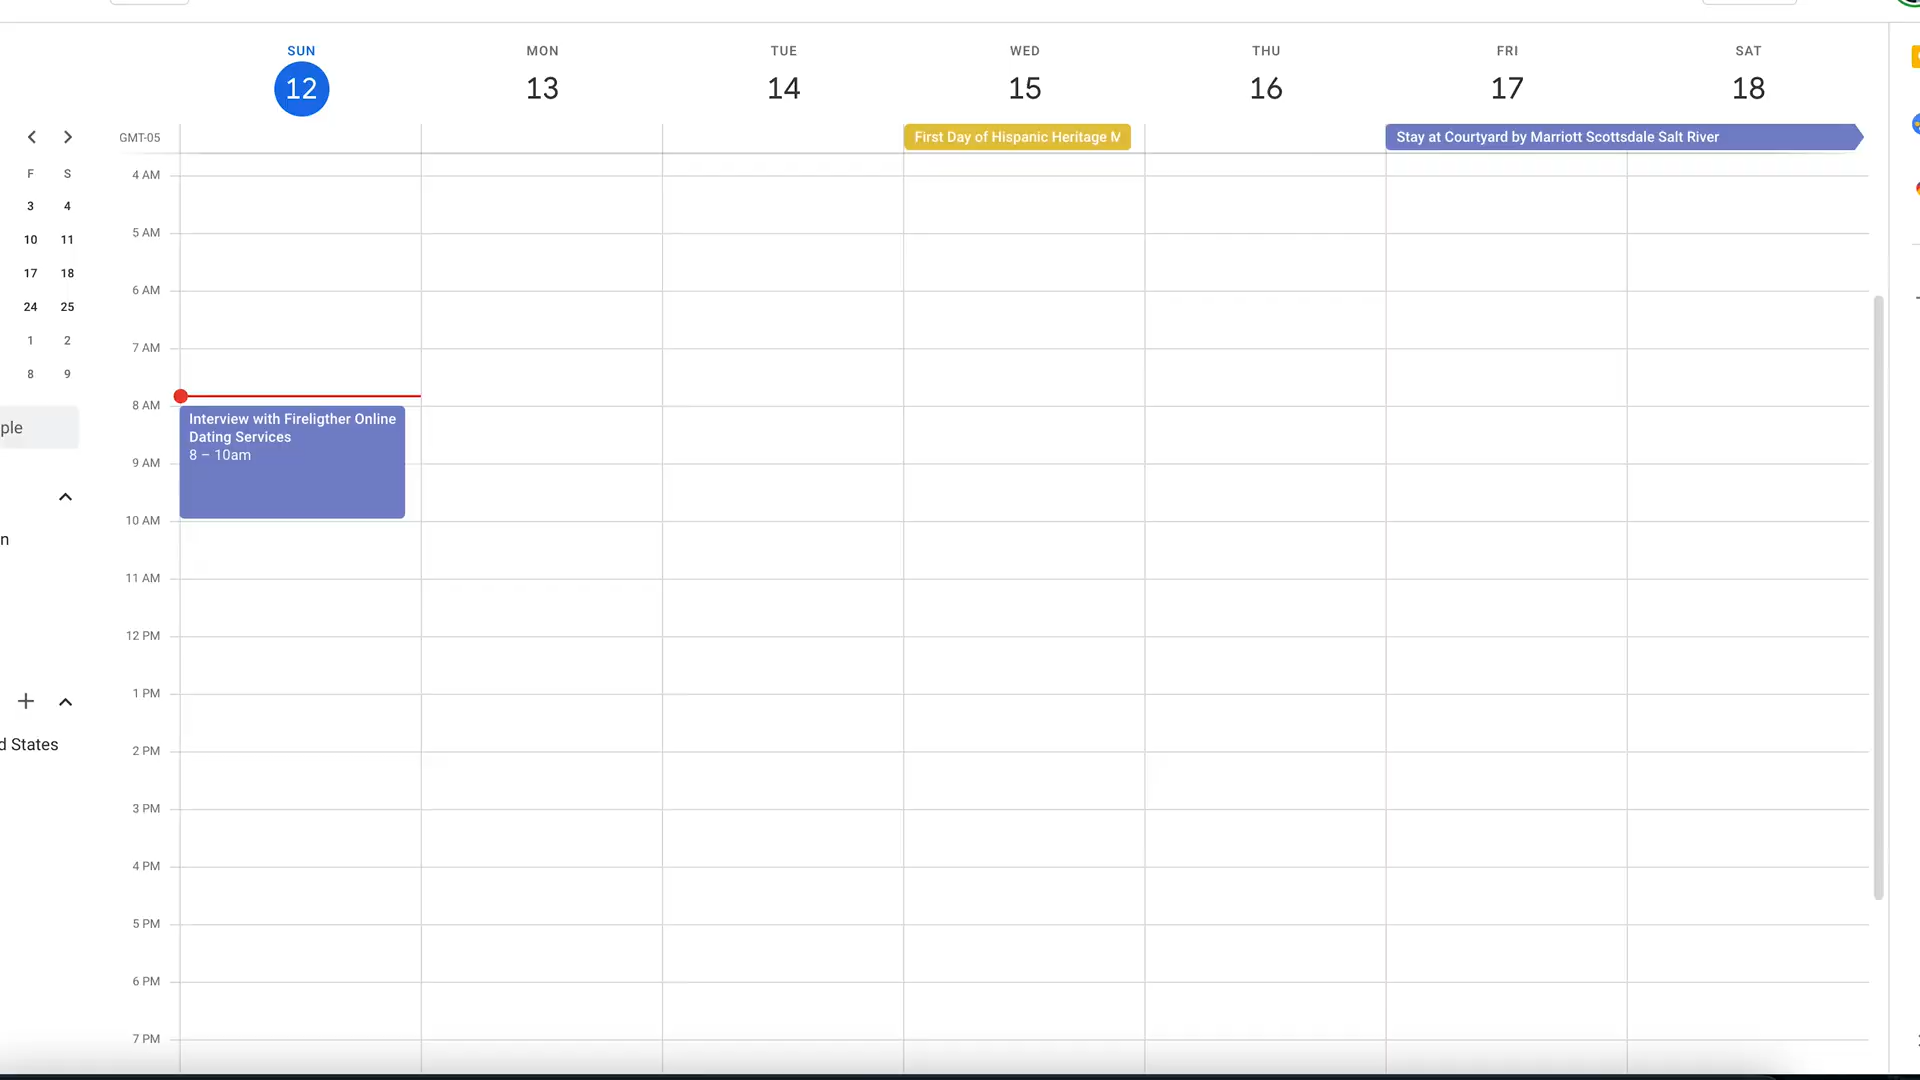 SUN MON TUE WED THU FRI SAT
12 13 14 15 16 17 18
GMT-05 First Day of Hispanic Heritage M Stay at Courtyard by Marriott Scottsdale Salt River
F S
3 4
10 11
17 18
24 25
1 2
8 9
ple
n
d States
4 AM
5 AM
6 AM
7 AM
8 AM
Interview with Fireligther Online
Dating Services
8 – 10am
9 AM
10 AM
11 AM
12 PM
1 PM
2 PM
3 PM
4 PM
5 PM
6 PM
7 PM